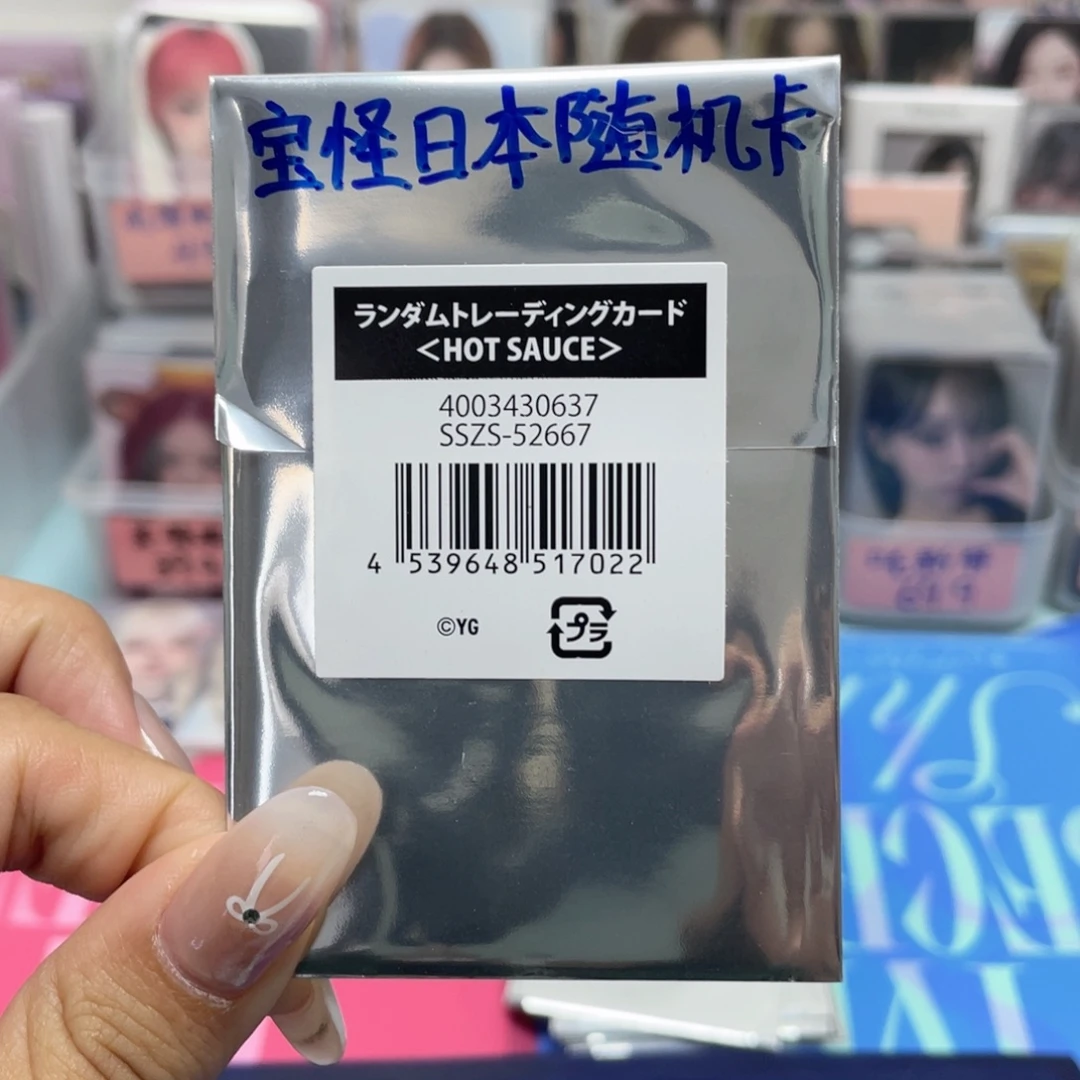 宝怪日本随机卡
ランダムトレーディングカード
＜HOT SAUCE＞
4003430637
SSZS-52667
4 539648 517022
©YG
プラ